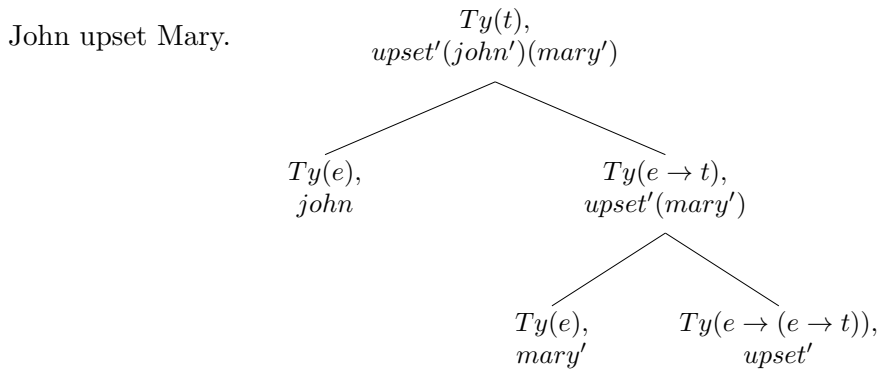 John upset Mary.
Ty(t),
upset′(john′)(mary′)
Ty(e),
john
Ty(e → t),
upset′(mary′)
Ty(e),
mary′
Ty(e → (e → t)),
upset′